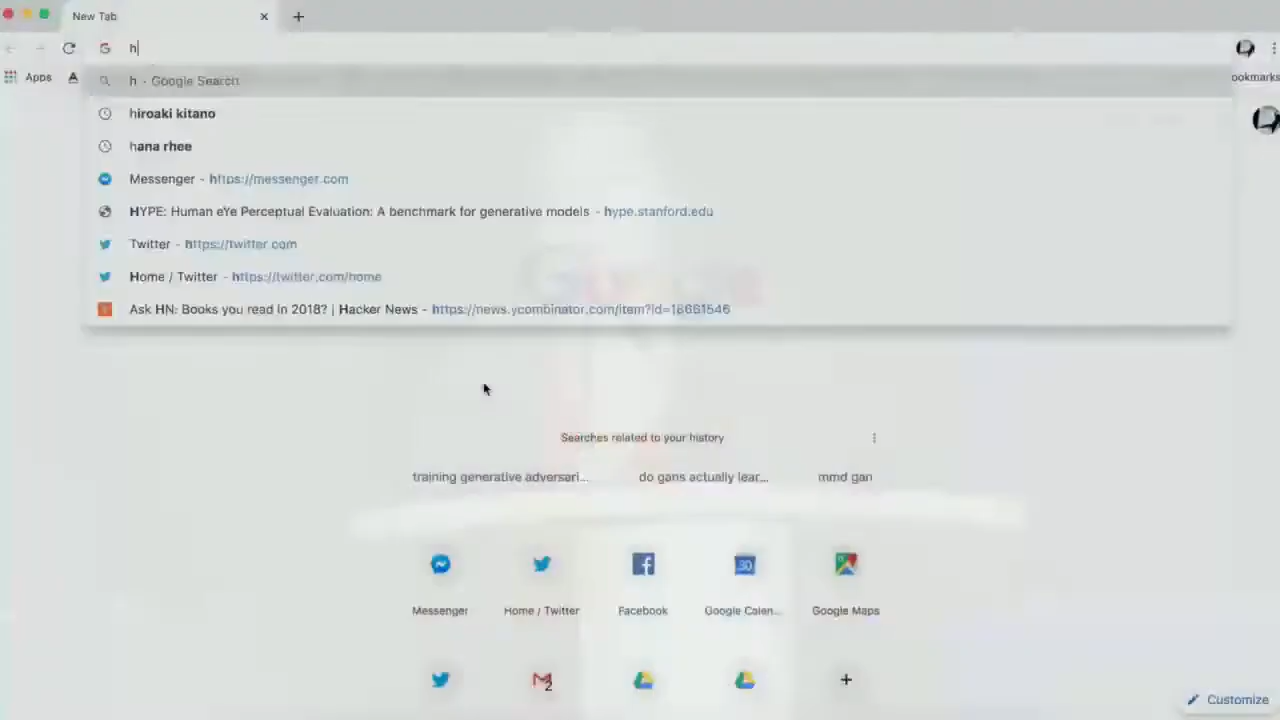 New Tab
h
Apps
ookmarks
h - Google Search
hiroaki kitano
hana rhee
Messenger - https://messenger.com
HYPE: Human eYe Perceptual Evaluation: A benchmark for generative models - hype.stanford.edu
Twitter - https://twitter.com
Home / Twitter - https://twitter.com/home
Ask HN: Books you read in 2018? | Hacker News - https://news.ycombinator.com/item?id=18661546
Searches related to your history
training generative adversari... do gans actually lear... mmd gan
30
Messenger Home / Twitter Facebook Google Calen... Google Maps
2
Customize